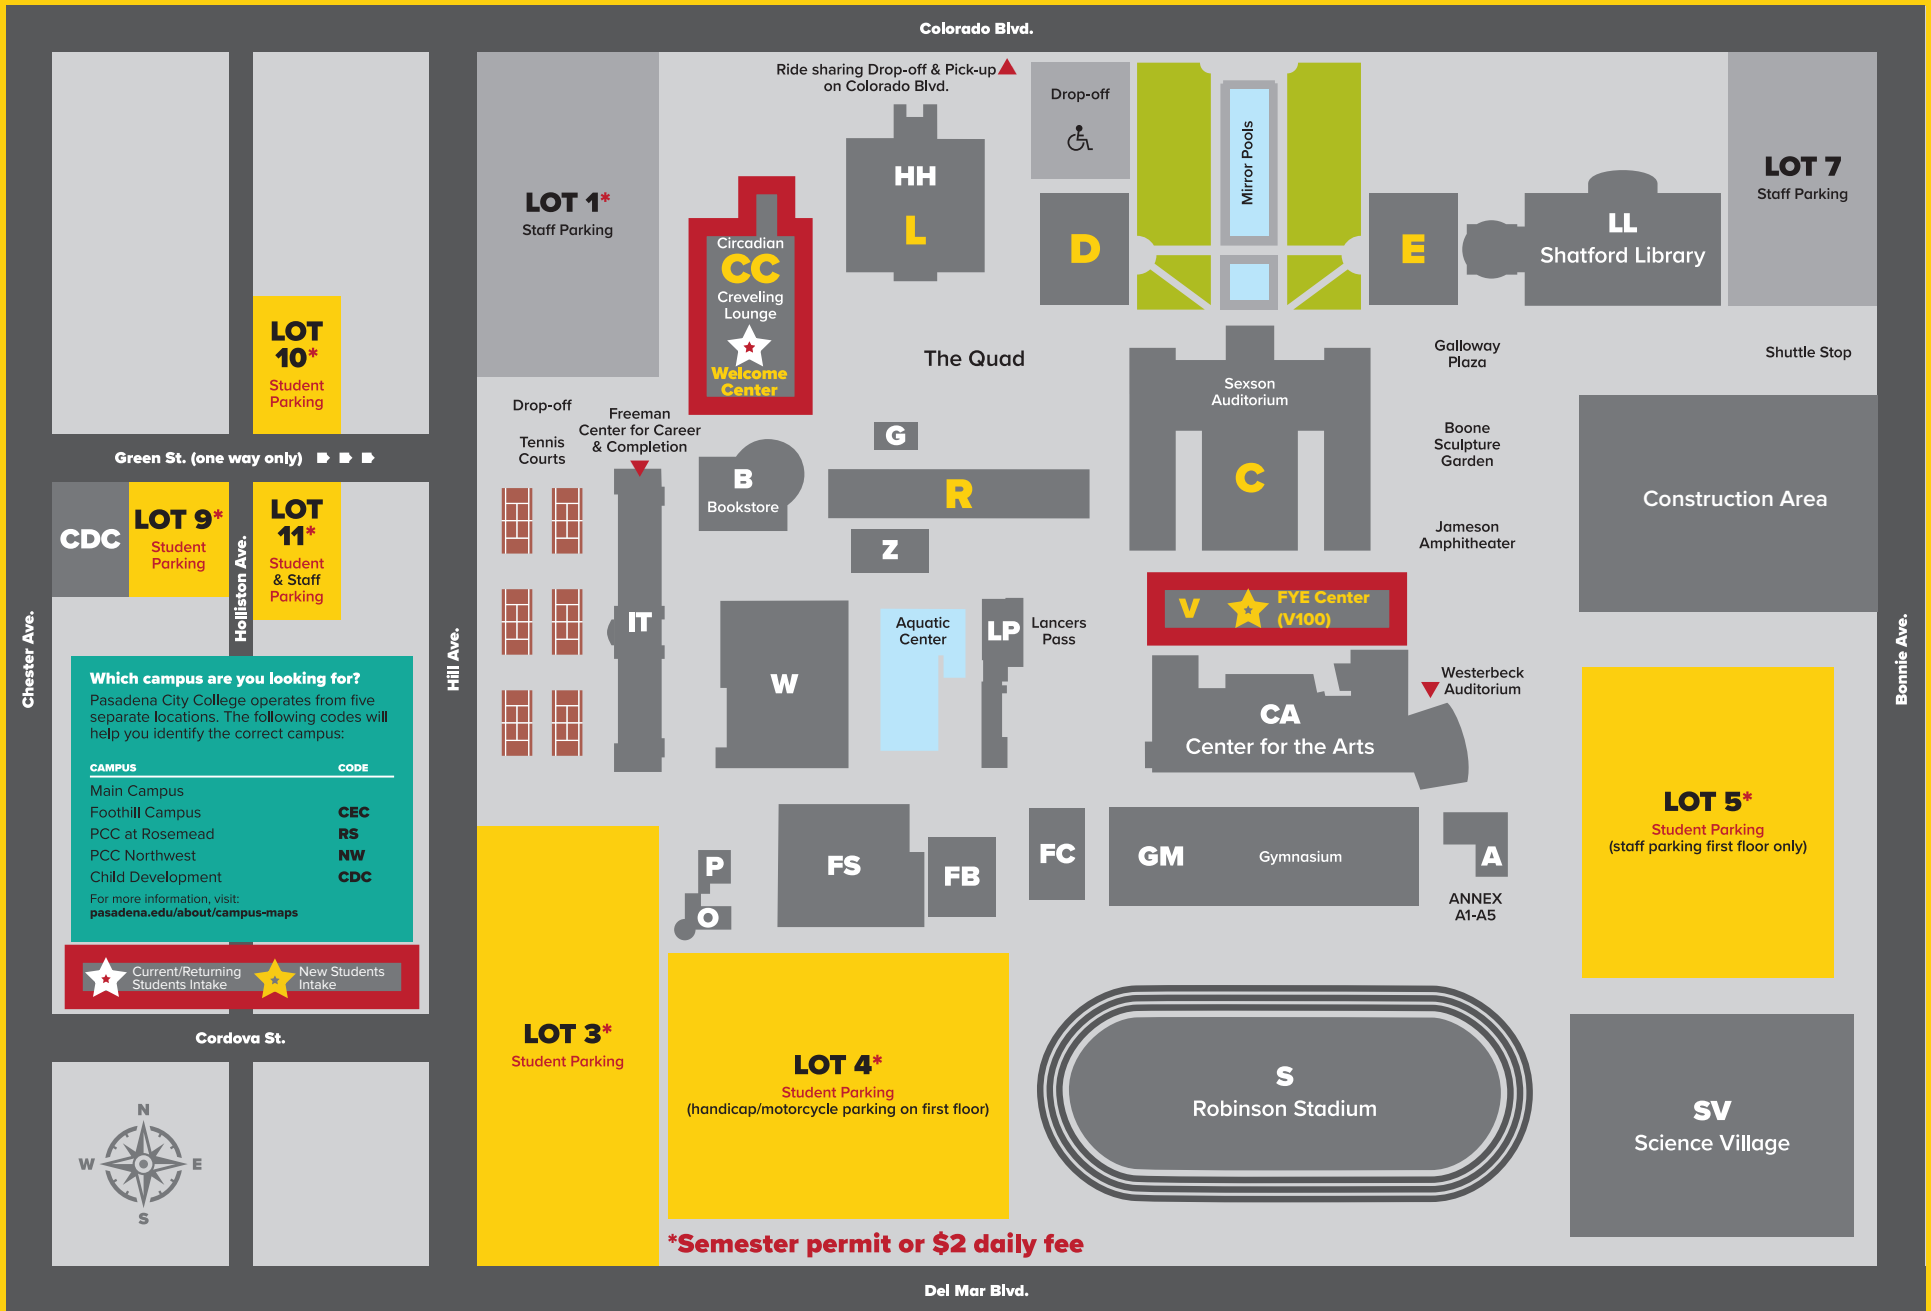 Colorado Blvd.
Ride sharing Drop-off & Pick-up
on Colorado Blvd.
Drop-off
Mirror Pools
LOT 1*
Staff Parking
HH
L
D
E
LL
Shatford Library
LOT 7
Staff Parking
Circadian
CC
Creveling
Lounge
Welcome
Center
LOT
10*
Student
Parking
The Quad
Sexson
Auditorium
C
Galloway
Plaza
Shuttle Stop
Drop-off
Tennis
Courts
Freeman
Center for Career
& Completion
Boone
Sculpture
Garden
Green St. (one way only)
G
B
Bookstore
R
Z
Construction Area
Jameson
Amphitheater
CDC
LOT 9*
Student
Parking
LOT
11*
Student
& Staff
Parking
Holliston Ave.
Chester Ave.
Hill Ave.
Bonnie Ave.
IT
W
Aquatic
Center
LP
Lancers
Pass
V
FYE Center
(V100)
Westerbeck
Auditorium
CA
Center for the Arts
Which campus are you looking for?
Pasadena City College operates from five
separate locations. The following codes will
help you identify the correct campus:
CAMPUS CODE
Main Campus
Foothill Campus CEC
PCC at Rosemead RS
PCC Northwest NW
Child Development CDC
For more information, visit:
pasadena.edu/about/campus-maps
Current/Returning
Students Intake
New Students
Intake
LOT 5*
Student Parking
(staff parking first floor only)
P
O
FS
FB
FC
GM
Gymnasium
A
ANNEX
A1-A5
Cordova St.
LOT 3*
Student Parking
LOT 4*
Student Parking
(handicap/motorcycle parking on first floor)
S
Robinson Stadium
SV
Science Village
N
W
E
S
*Semester permit or $2 daily fee
Del Mar Blvd.